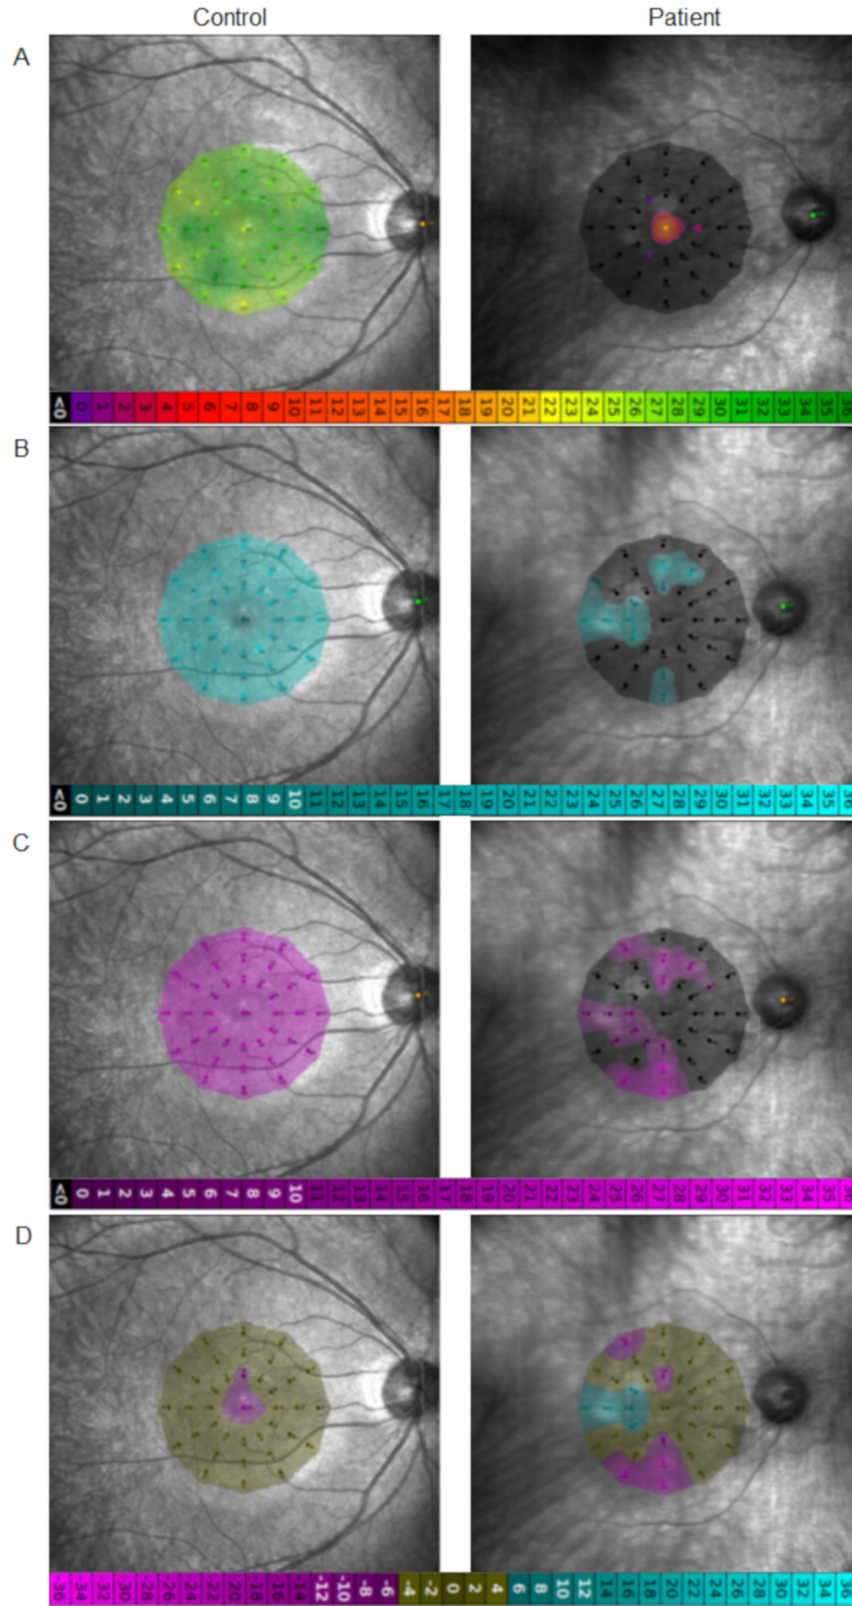 Control Patient
A
<0 0 1 2 3 4 5 6 7 8 9 10 11 12 13 14 15 16 17 18 19 20 21 22 23 24 25 26 27 28 29 30 31 32 33 34 35 36
B
<0 0 1 2 3 4 5 6 7 8 9 10 11 12 13 14 15 16 17 18 19 20 21 22 23 24 25 26 27 28 29 30 31 32 33 34 35 36
C
<0 0 1 2 3 4 5 6 7 8 9 10 11 12 13 14 15 16 17 18 19 20 21 22 23 24 25 26 27 28 29 30 31 32 33 34 35 36
D
-36 -34 -32 -30 -28 -26 -24 -22 -20 -18 -16 -14 -12 -10 -8 -6 -4 -2 0 2 4 6 8 10 12 14 16 18 20 22 24 26 28 30 32 34 36